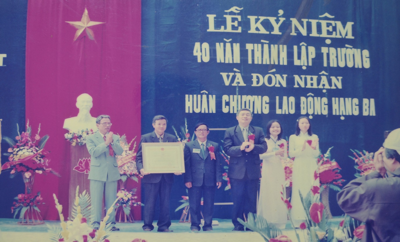 LỄ KỶ NIỆM
40 NĂM THÀNH LẬP TRƯỜNG
VÀ ĐÓN NHẬN
HUÂN CHƯƠNG LAO ĐỘNG HẠNG BA